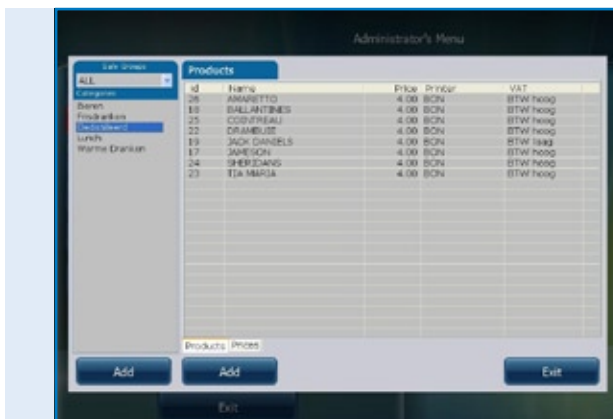 Administrator's Menu
Sale Groups
ALL
Categories
Bieren
Frisdranken
Gedistileerd
Lunch
Warme Dranken
Products
id Name Price Printer VAT
26 AMARETTO 4.00 BON BTW hoog
18 BALLANTINES 4.00 BON BTW hoog
25 COINTREAU 4.00 BON BTW hoog
22 DRAMBUIE 4.00 BON BTW hoog
19 JACK DANIELS 4.00 BON BTW laag
17 JAMESON 4.00 BON BTW hoog
24 SHERIDANS 4.00 BON BTW hoog
23 TIA MARIA 4.00 BON BTW hoog
Products Prices
Add Add Exit
Exit